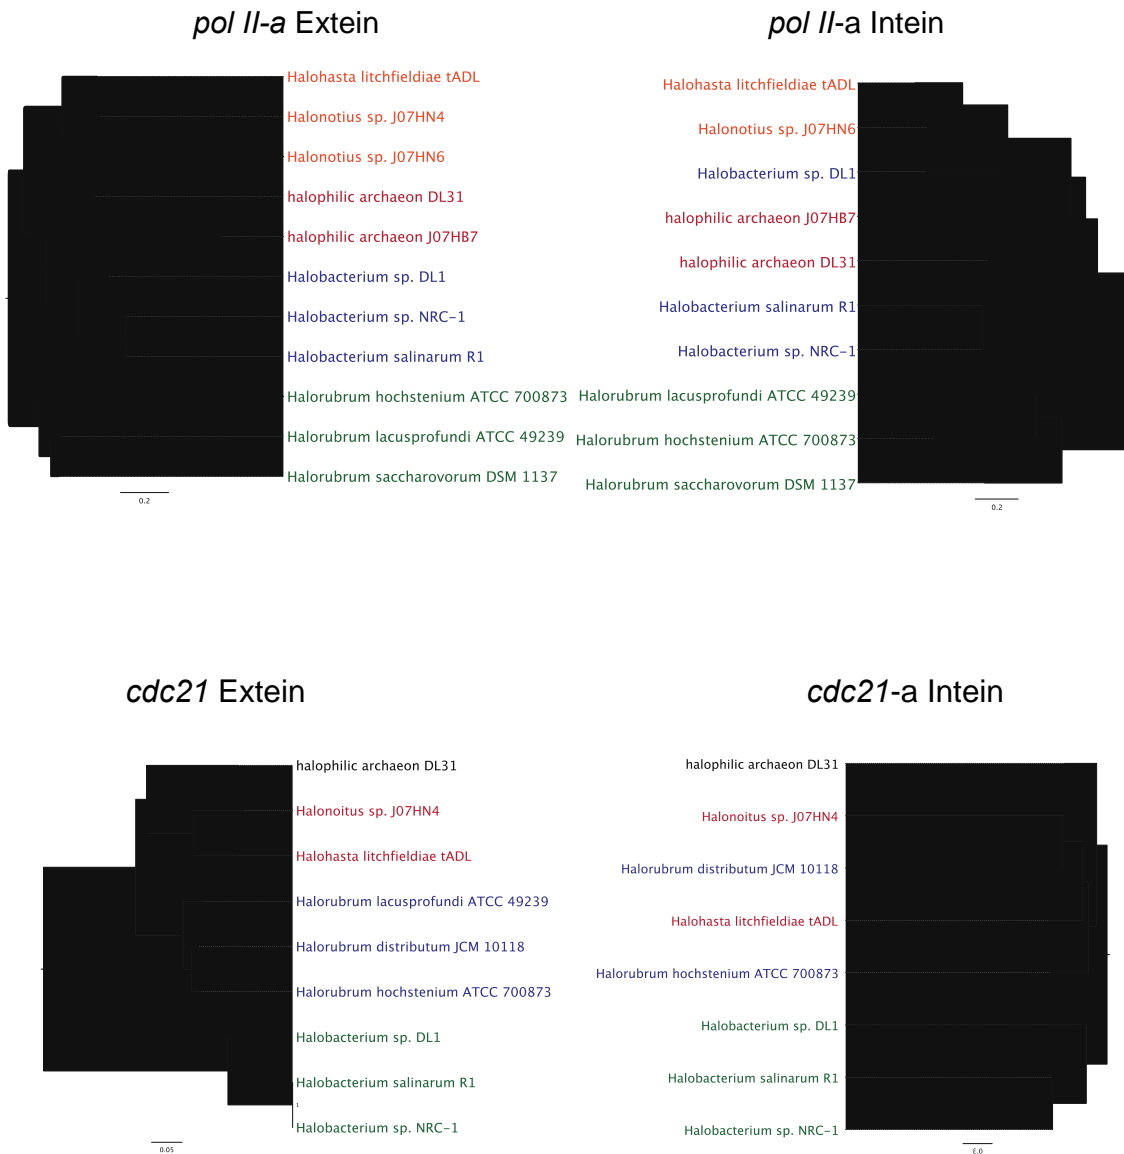 pol II-a Extein
Halohasta litchfieldiae tADL
Halonotius sp. J07HN4
Halonotius sp. J07HN6
halophilic archaeon DL31
halophilic archaeon J07HB7
Halobacterium sp. DL1
Halobacterium sp. NRC-1
Halobacterium salinarum R1
Halorubrum hochstenium ATCC 700873
Halorubrum lacusprofundi ATCC 49239
Halorubrum saccharovorum DSM 1137
0.2
pol II-a Intein
Halohasta litchfieldiae tADL
Halonotius sp. J07HN6
Halobacterium sp. DL1
halophilic archaeon J07HB7
halophilic archaeon DL31
Halobacterium salinarum R1
Halobacterium sp. NRC-1
Halorubrum lacusprofundi ATCC 49239
Halorubrum hochstenium ATCC 700873
Halorubrum saccharovorum DSM 1137
0.2
cdc21 Extein
halophilic archaeon DL31
Halonoitus sp. J07HN4
Halohasta litchfieldiae tADL
Halorubrum lacusprofundi ATCC 49239
Halorubrum distributum JCM 10118
Halorubrum hochstenium ATCC 700873
Halobacterium sp. DL1
Halobacterium salinarum R1
1
Halobacterium sp. NRC-1
0.05
cdc21-a Intein
halophilic archaeon DL31
Halonoitus sp. J07HN4
Halorubrum distributum JCM 10118
Halohasta litchfieldiae tADL
Halorubrum hochstenium ATCC 700873
Halobacterium sp. DL1
Halobacterium salinarum R1
Halobacterium sp. NRC-1
0.3